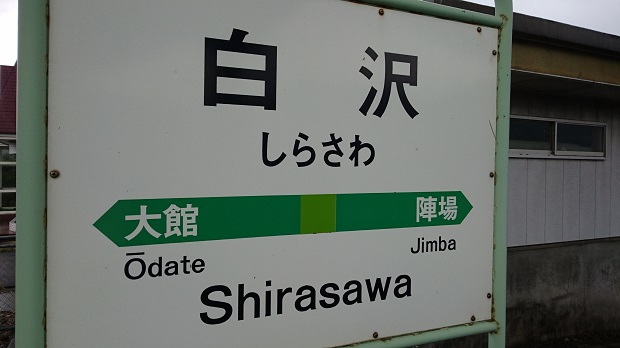 白沢
しらさわ
大館 陣場
Ōdate Jimba
Shirasawa